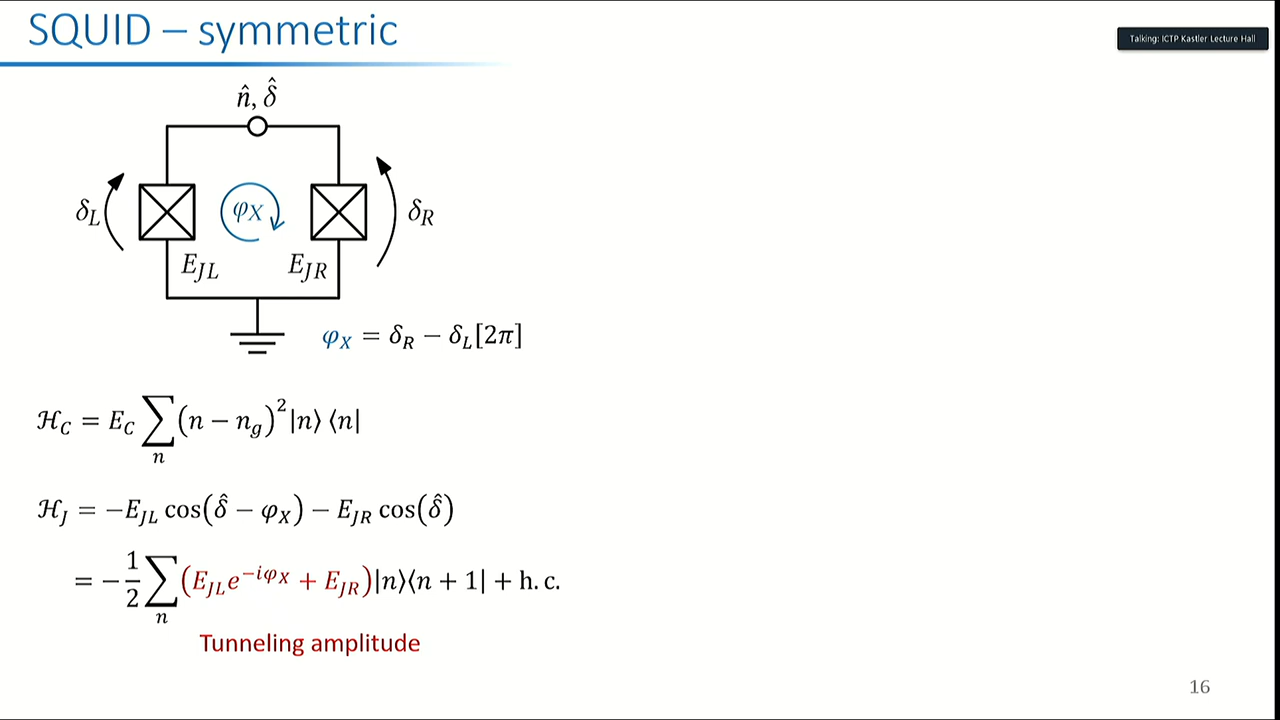 SQUID – symmetric
Talking: ICTP Kastler Lecture Hall
n̂, δ̂
δ_L
φ_X
δ_R
E_JL
E_JR
φ_X = δ_R − δ_L[2π]
ℋ_C = E_C ∑_n (n − n_g)² |n⟩ ⟨n|
ℋ_J = −E_JL cos(δ̂ − φ_X) − E_JR cos(δ̂)
= − 1/2 ∑_n (E_JL e^{−iφ_X} + E_JR)|n⟩⟨n + 1| + h. c.
Tunneling amplitude
16